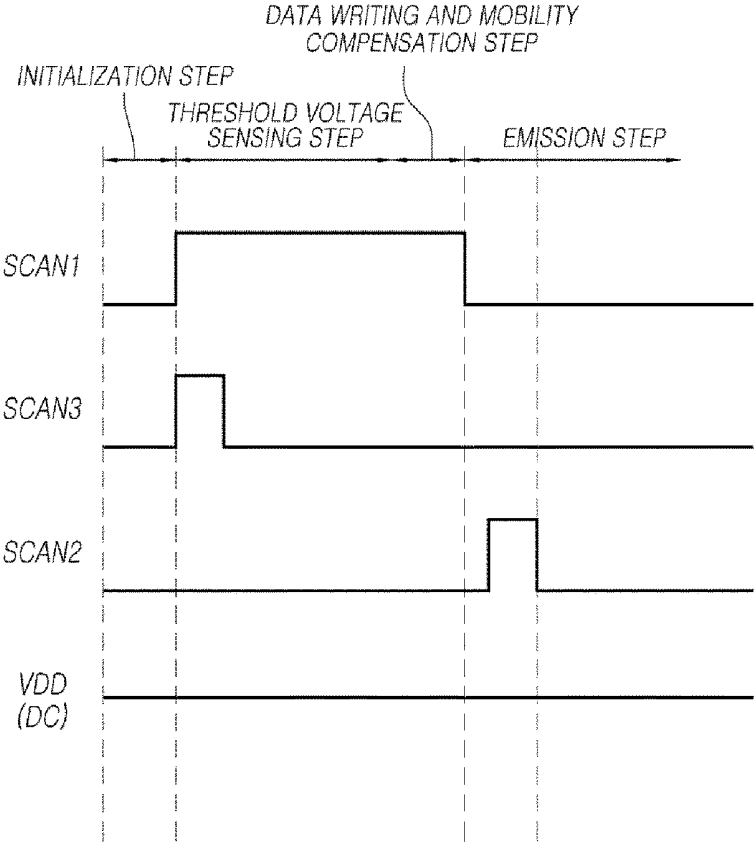 DATA WRITING AND MOBILITY
COMPENSATION STEP
INITIALIZATION STEP
THRESHOLD VOLTAGE
SENSING STEP
EMISSION STEP
SCAN1
SCAN3
SCAN2
VDD
(DC)